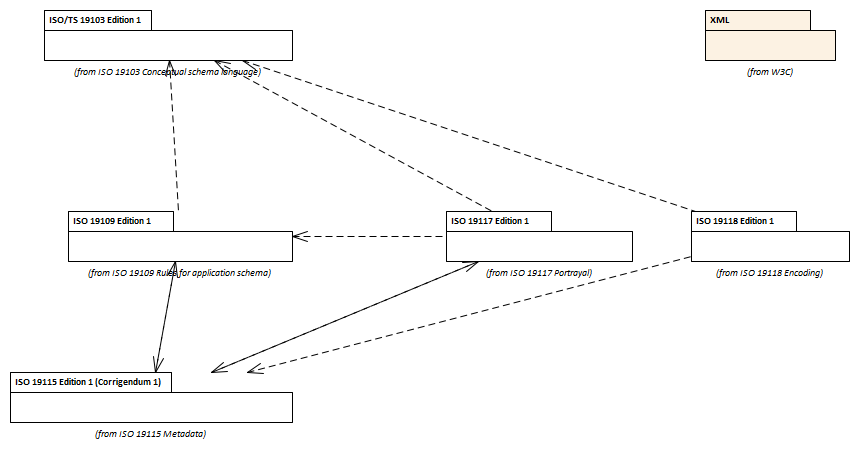 ISO/TS 19103 Edition 1
XML
(from ISO 19103 Conceptual schema language)
(from W3C)
ISO 19109 Edition 1
ISO 19117 Edition 1
ISO 19118 Edition 1
(from ISO 19109 Rules for application schema)
(from ISO 19117 Portrayal)
(from ISO 19118 Encoding)
ISO 19115 Edition 1 (Corrigendum 1)
(from ISO 19115 Metadata)